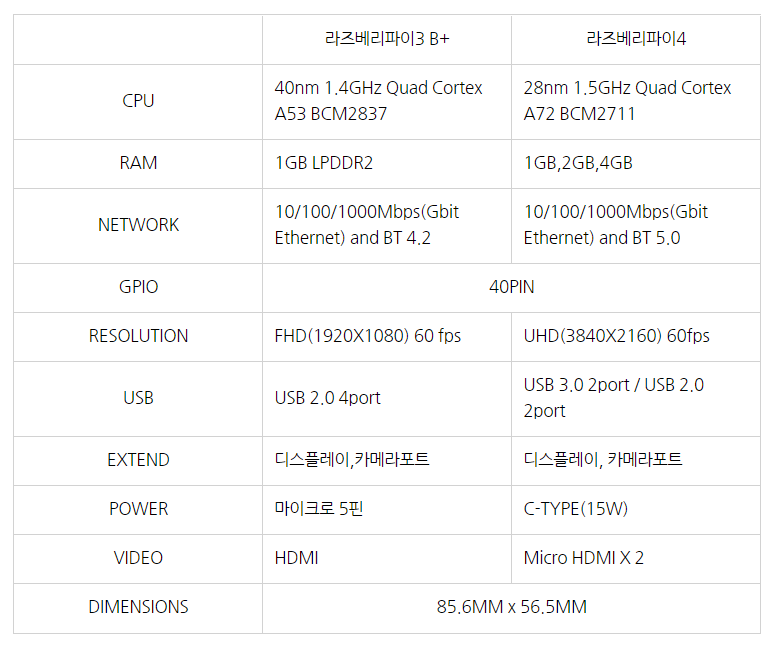 라즈베리파이3 B+ 라즈베리파이4
CPU
40nm 1.4GHz Quad Cortex
A53 BCM2837
28nm 1.5GHz Quad Cortex
A72 BCM2711
RAM 1GB LPDDR2 1GB,2GB,4GB
NETWORK
10/100/1000Mbps(Gbit
Ethernet) and BT 4.2
10/100/1000Mbps(Gbit
Ethernet) and BT 5.0
GPIO 40PIN
RESOLUTION FHD(1920X1080) 60 fps UHD(3840X2160) 60fps
USB
USB 2.0 4port
USB 3.0 2port / USB 2.0
2port
EXTEND 디스플레이,카메라포트 디스플레이, 카메라포트
POWER 마이크로 5핀 C-TYPE(15W)
VIDEO HDMI Micro HDMI X 2
DIMENSIONS 85.6MM x 56.5MM